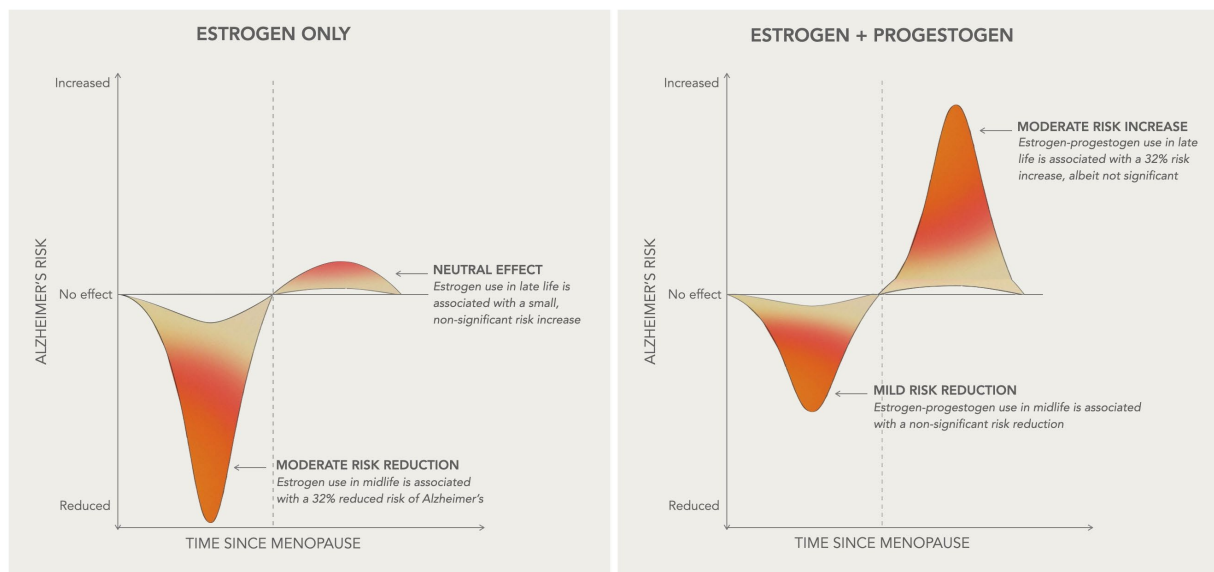 ESTROGEN ONLY
Increased
ALZHEIMER'S RISK
No effect
NEUTRAL EFFECT
Estrogen use in late life is
associated with a small,
non-significant risk increase
MODERATE RISK REDUCTION
Estrogen use in midlife is associated
with a 32% reduced risk of Alzheimer's
Reduced
TIME SINCE MENOPAUSE
ESTROGEN + PROGESTOGEN
Increased
MODERATE RISK INCREASE
Estrogen-progestogen use in late
life is associated with a 32% risk
increase, albeit not significant
ALZHEIMER'S RISK
No effect
MILD RISK REDUCTION
Estrogen-progestogen use in midlife is associated
with a non-significant risk reduction
Reduced
TIME SINCE MENOPAUSE